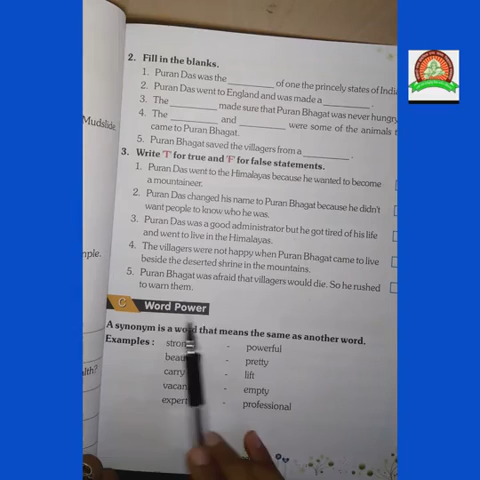 2. Fill in the blanks.
1. Puran Das was the __________ of one the princely states of India
2. Puran Das went to England and was made a __________.
3. The __________ made sure that Puran Bhagat was never hungry
4. The __________ and __________ were some of the animals
came to Puran Bhagat.
5. Puran Bhagat saved the villagers from a __________.
3. Write 'T' for true and 'F' for false statements.
1. Puran Das went to the Himalayas because he wanted to become
a mountaineer.
2. Puran Das changed his name to Puran Bhagat because he didn't
want people to know who he was.
3. Puran Das was a good administrator but he got tired of his life
and went to live in the Himalayas.
4. The villagers were not happy when Puran Bhagat came to live
beside the deserted shrine in the mountains.
5. Puran Bhagat was afraid that villagers would die. So he rushed
to warn them.
Mudslide.
C Word Power
A synonym is a word that means the same as another word.
Examples : stron - powerful
beau - pretty
carry - lift
vacan - empty
expert - professional
nple.
alth?